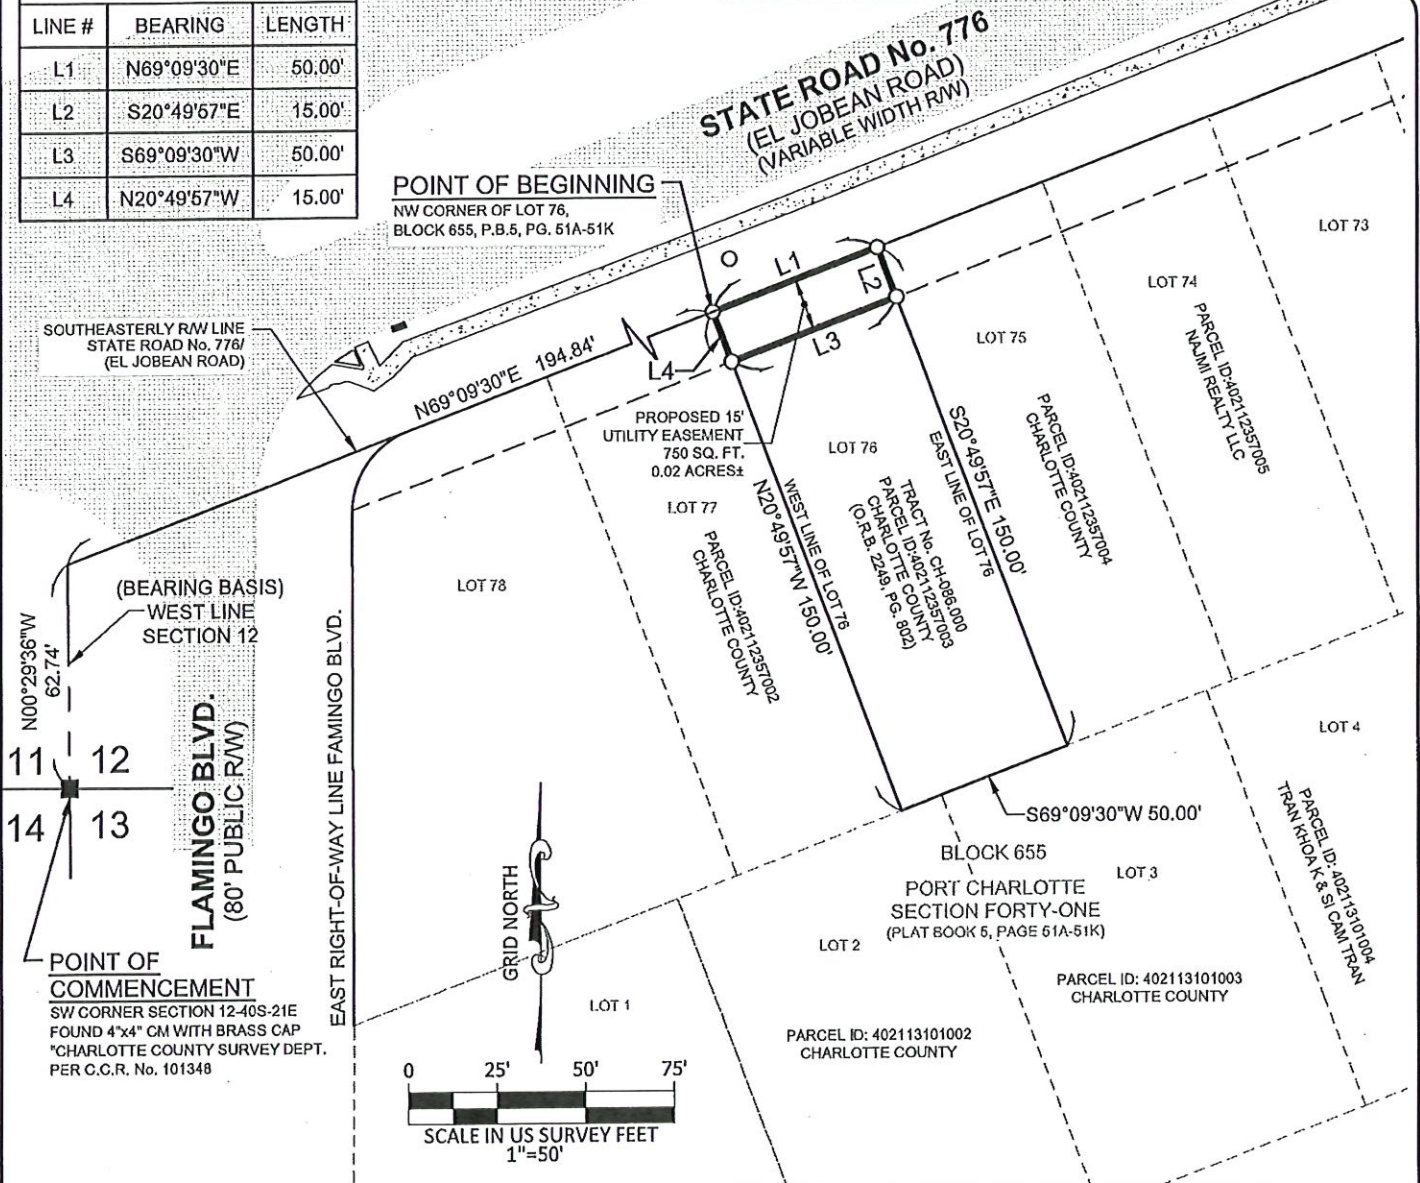 LINE # BEARING LENGTH
L1 N69°09'30"E 50.00'
L2 S20°49'57"E 15.00'
L3 S69°09'30"W 50.00'
L4 N20°49'57"W 15.00'
STATE ROAD No. 776
(EL JOBEAN ROAD)
(VARIABLE WIDTH R/W)
POINT OF BEGINNING
NW CORNER OF LOT 76,
BLOCK 655, P.B.5, PG. 51A-51K
SOUTHEASTERLY R/W LINE
STATE ROAD No. 776/
(EL JOBEAN ROAD)
N69°09'30"E 194.84'
L1
L2
L3
L4
PROPOSED 15'
UTILITY EASEMENT
750 SQ. FT.
0.02 ACRES±
LOT 73
LOT 74
PARCEL ID:402112357005
NAJMI REALTY LLC
LOT 75
PARCEL ID:402112357004
CHARLOTTE COUNTY
S20°49'57"E 150.00'
EAST LINE OF LOT 76
LOT 76
TRACT No. CH-086.000
PARCEL ID:402112357003
CHARLOTTE COUNTY
(O.R.B. 2249, PG. 802)
WEST LINE OF LOT 76
N20°49'57"W 150.00'
LOT 77
PARCEL ID:402112357002
CHARLOTTE COUNTY
LOT 78
(BEARING BASIS)
WEST LINE
SECTION 12
N00°29'36"W
62.74'
11 12
14 13
FLAMINGO BLVD.
(80' PUBLIC R/W)
EAST RIGHT-OF-WAY LINE FAMINGO BLVD.
POINT OF
COMMENCEMENT
SW CORNER SECTION 12-40S-21E
FOUND 4"x4" CM WITH BRASS CAP
"CHARLOTTE COUNTY SURVEY DEPT.
PER C.C.R. No. 101348
GRID NORTH
S69°09'30"W 50.00'
BLOCK 655
PORT CHARLOTTE
SECTION FORTY-ONE
(PLAT BOOK 5, PAGE 51A-51K)
LOT 1
LOT 2
PARCEL ID: 402113101002
CHARLOTTE COUNTY
LOT 3
PARCEL ID: 402113101003
CHARLOTTE COUNTY
LOT 4
PARCEL ID: 402113101004
TRAN KHOA K & SI CAM TRAN
0 25' 50' 75'
SCALE IN US SURVEY FEET
1"=50'